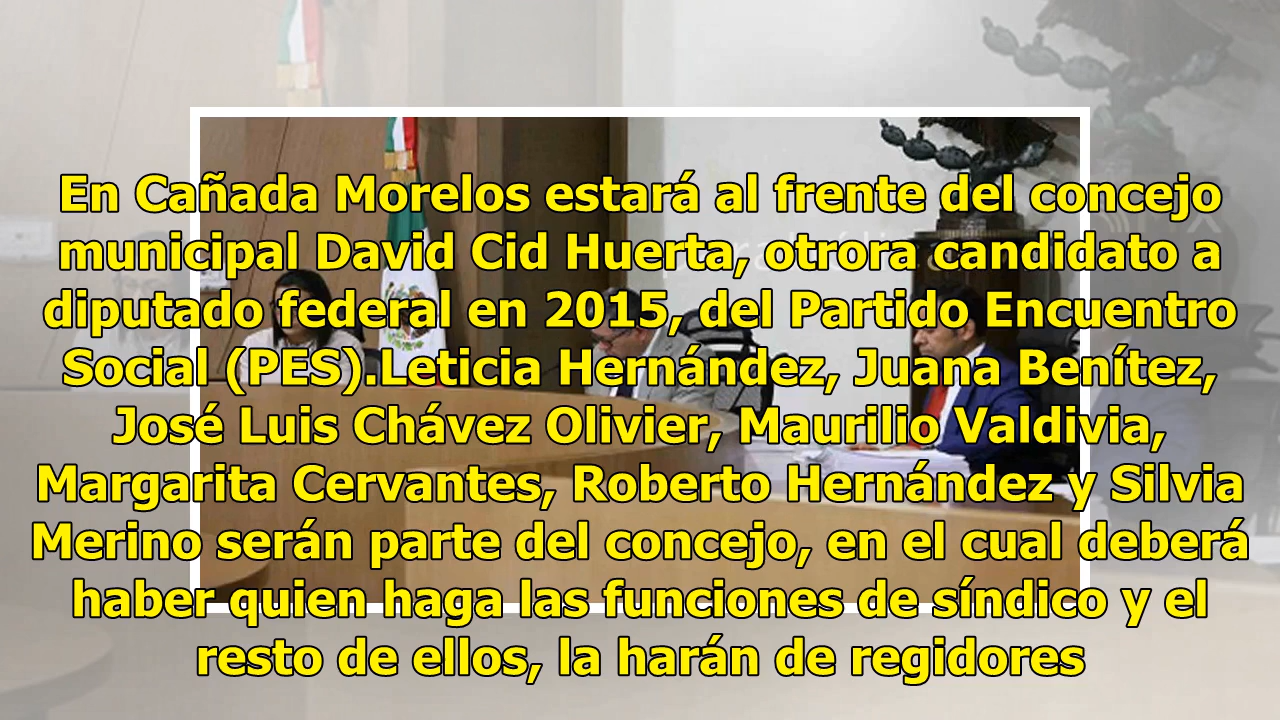 En Cañada Morelos estará al frente del concejo
municipal David Cid Huerta, otrora candidato a
diputado federal en 2015, del Partido Encuentro
Social (PES).Leticia Hernández, Juana Benítez,
José Luis Chávez Olivier, Maurilio Valdivia,
Margarita Cervantes, Roberto Hernández y Silvia
Merino serán parte del concejo, en el cual deberá
haber quien haga las funciones de síndico y el
resto de ellos, la harán de regidores